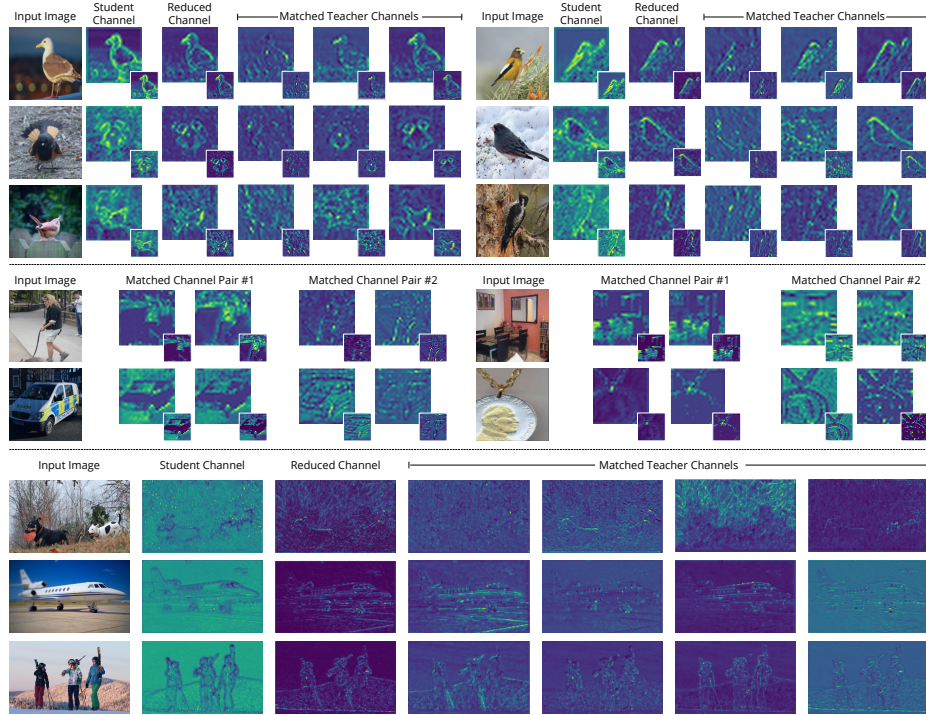 Input Image
Student Channel
Reduced Channel
Matched Teacher Channels
Input Image
Student Channel
Reduced Channel
Matched Teacher Channels
Input Image
Matched Channel Pair #1
Matched Channel Pair #2
Input Image
Matched Channel Pair #1
Matched Channel Pair #2
Input Image
Student Channel
Reduced Channel
Matched Teacher Channels